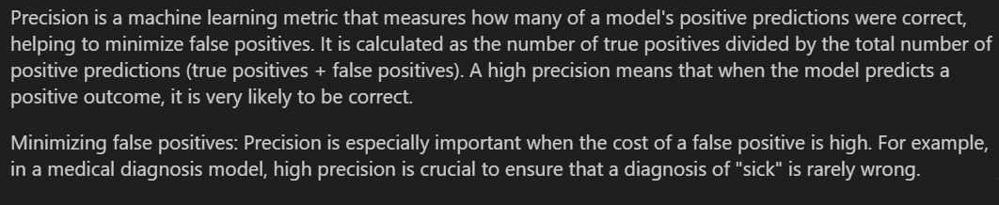 Precision is a machine learning metric that measures how many of a model's positive predictions were correct,
helping to minimize false positives. It is calculated as the number of true positives divided by the total number of
positive predictions (true positives + false positives). A high precision means that when the model predicts a
positive outcome, it is very likely to be correct.
Minimizing false positives: Precision is especially important when the cost of a false positive is high. For example,
in a medical diagnosis model, high precision is crucial to ensure that a diagnosis of "sick" is rarely wrong.